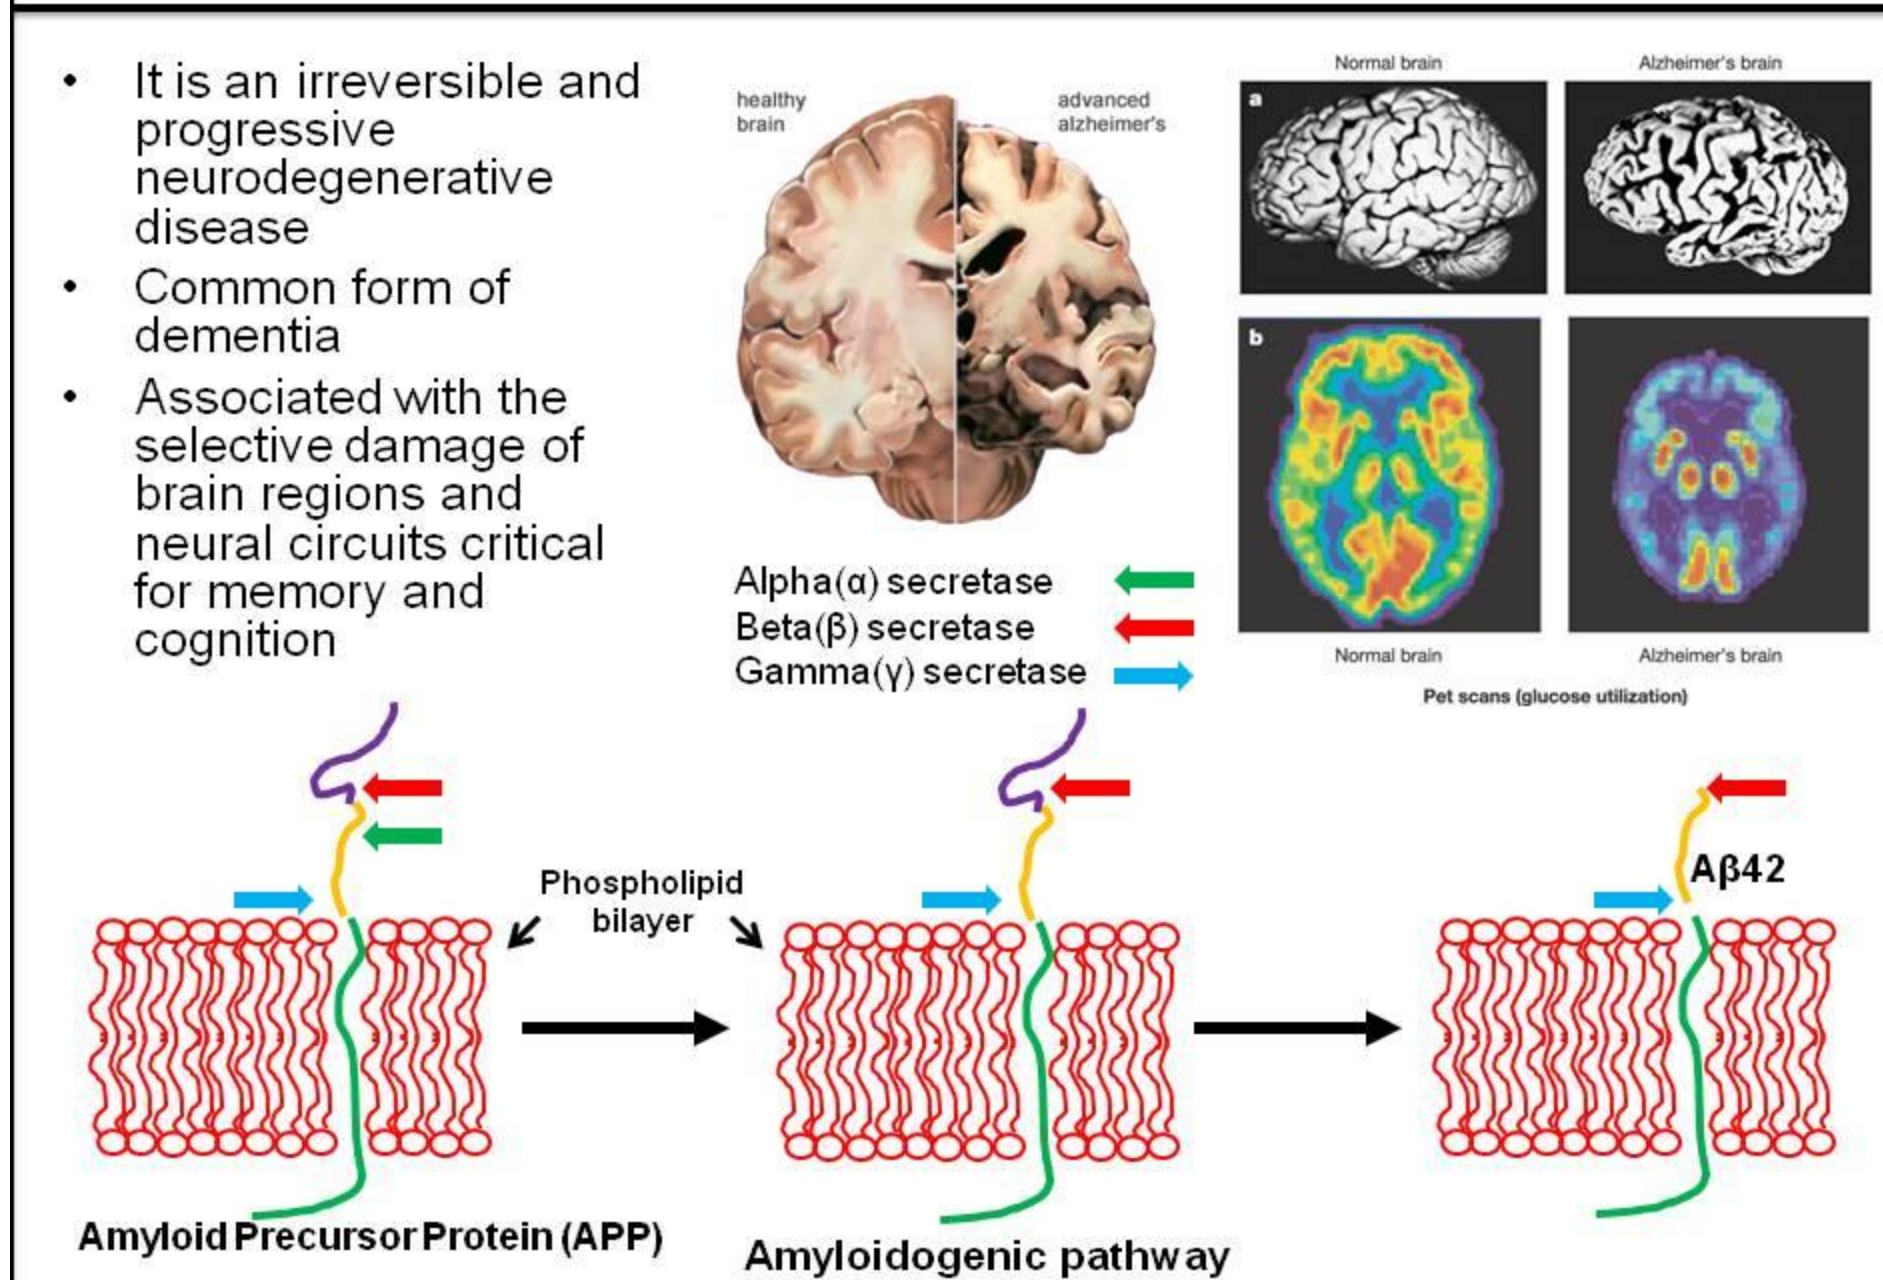 • It is an irreversible and
progressive
neurodegenerative
disease
• Common form of
dementia
• Associated with the
selective damage of
brain regions and
neural circuits critical
for memory and
cognition
healthy
brain
advanced
alzheimer's
Normal brain
Alzheimer's brain
a
b
Normal brain
Alzheimer's brain
Pet scans (glucose utilization)
Alpha(α) secretase
Beta(β) secretase
Gamma(γ) secretase
Phospholipid
bilayer
Aβ42
Amyloid Precursor Protein (APP)
Amyloidogenic pathway